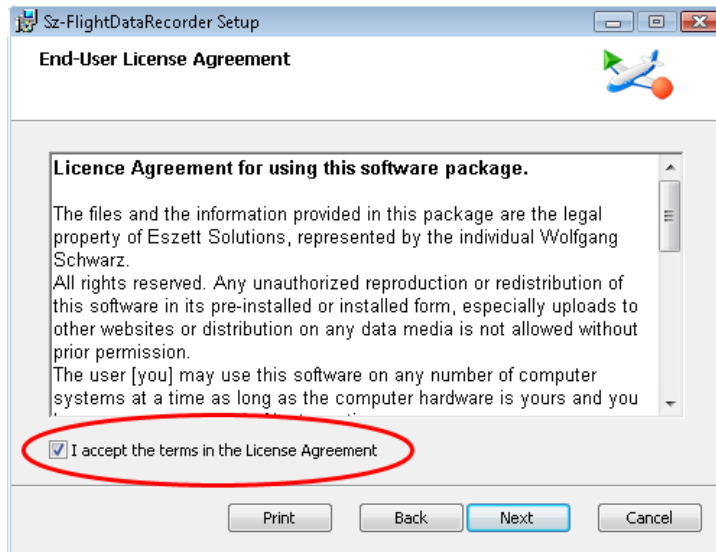 Sz-FlightDataRecorder Setup
End-User License Agreement
Licence Agreement for using this software package.
The files and the information provided in this package are the legal
property of Eszett Solutions, represented by the individual Wolfgang
Schwarz.
All rights reserved. Any unauthorized reproduction or redistribution of
this software in its pre-installed or installed form, especially uploads to
other websites or distribution on any data media is not allowed without
prior permission.
The user [you] may use this software on any number of computer
systems at a time as long as the computer hardware is yours and you
I accept the terms in the License Agreement
Print Back Next Cancel